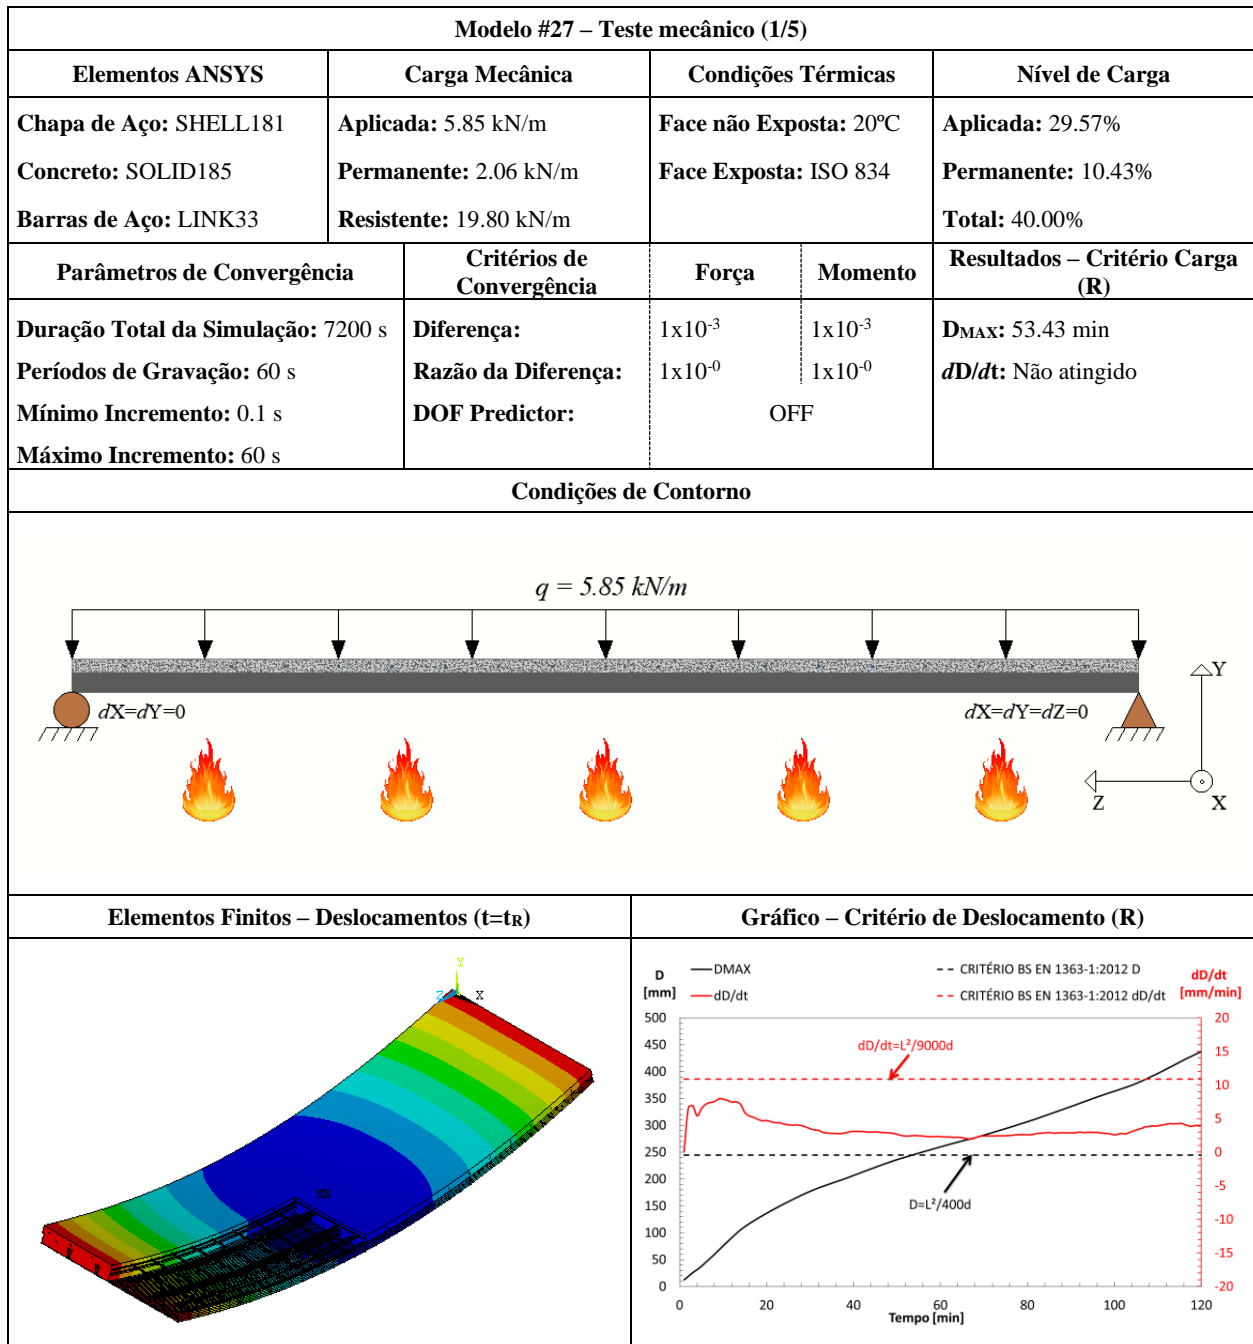 Modelo #27 – Teste mecânico (1/5)
Elementos ANSYS
Carga Mecânica
Condições Térmicas
Nível de Carga
Chapa de Aço: SHELL181
Concreto: SOLID185
Barras de Aço: LINK33
Aplicada: 5.85 kN/m
Permanente: 2.06 kN/m
Resistente: 19.80 kN/m
Face não Exposta: 20ºC
Face Exposta: ISO 834
Aplicada: 29.57%
Permanente: 10.43%
Total: 40.00%
Parâmetros de Convergência
Critérios de
Convergência
Força
Momento
Resultados – Critério Carga
(R)
Duração Total da Simulação: 7200 s
Períodos de Gravação: 60 s
Mínimo Incremento: 0.1 s
Máximo Incremento: 60 s
Diferença: 1x10⁻³ 1x10⁻³
Razão da Diferença: 1x10⁻⁰ 1x10⁻⁰
DOF Predictor: OFF
DMAX: 53.43 min
dD/dt: Não atingido
Condições de Contorno
q = 5.85 kN/m
dX=dY=0
dX=dY=dZ=0
Y
Z
X
Elementos Finitos – Deslocamentos (t=tR)
Y
Z
X
MN
Gráfico – Critério de Deslocamento (R)
D
[mm]
DMAX
CRITÉRIO BS EN 1363-1:2012 D
dD/dt
CRITÉRIO BS EN 1363-1:2012 dD/dt
dD/dt
[mm/min]
500
450
400
350
300
250
200
150
100
50
0
dD/dt=L²/9000d
D=L²/400d
20
15
10
5
0
-5
-10
-15
-20
0 20 40 60 80 100 120
Tempo [min]